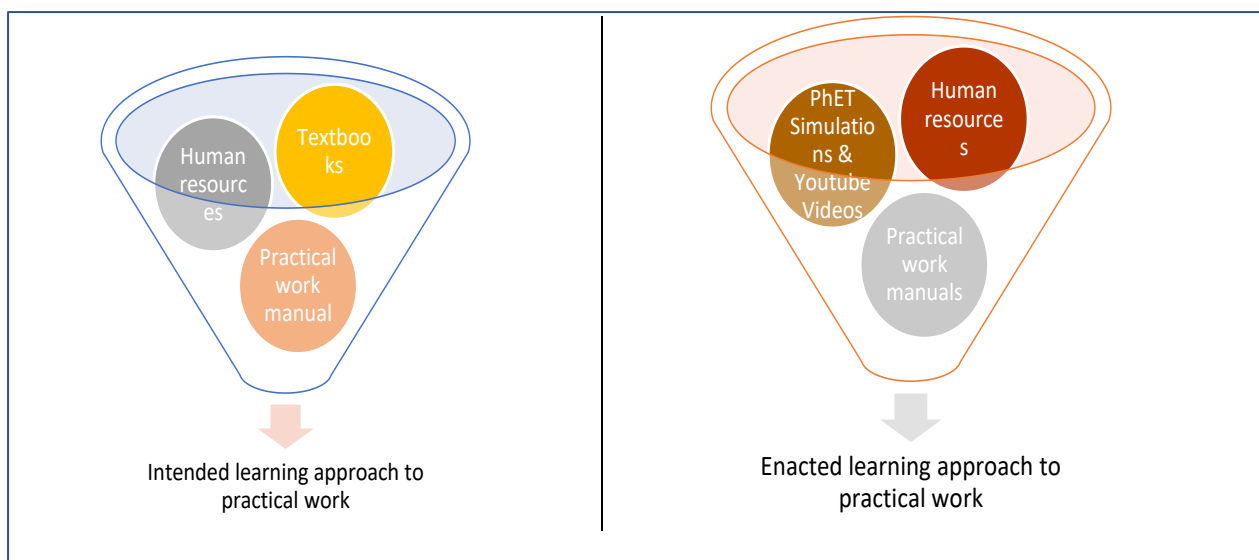 Human
resourc
es
Textboo
ks
Practical
work
manual
Intended learning approach to
practical work
PhET
Simulatio
ns &
Youtube
Videos
Human
resource
s
Practical
work
manuals
Enacted learning approach to
practical work